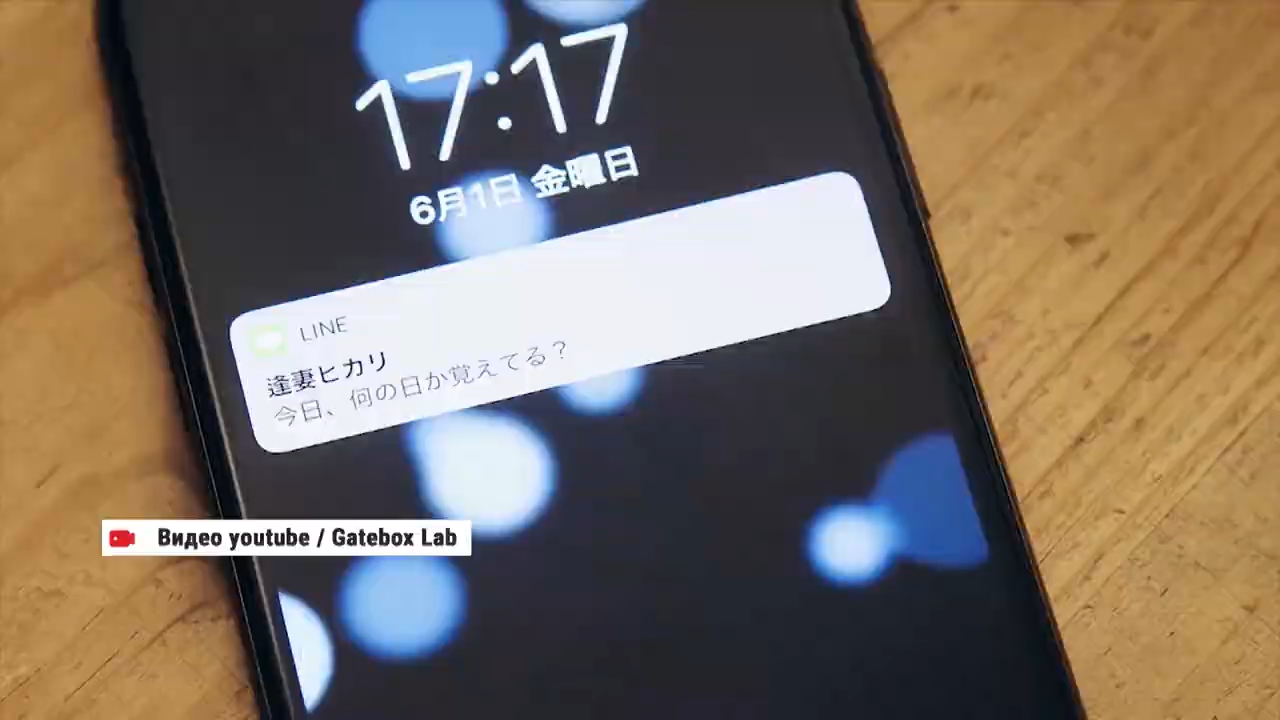 17:17
6月1日 金曜日
LINE
逢妻ヒカリ
今日、何の日か覚えてる？
Видео youtube / Gatebox Lab